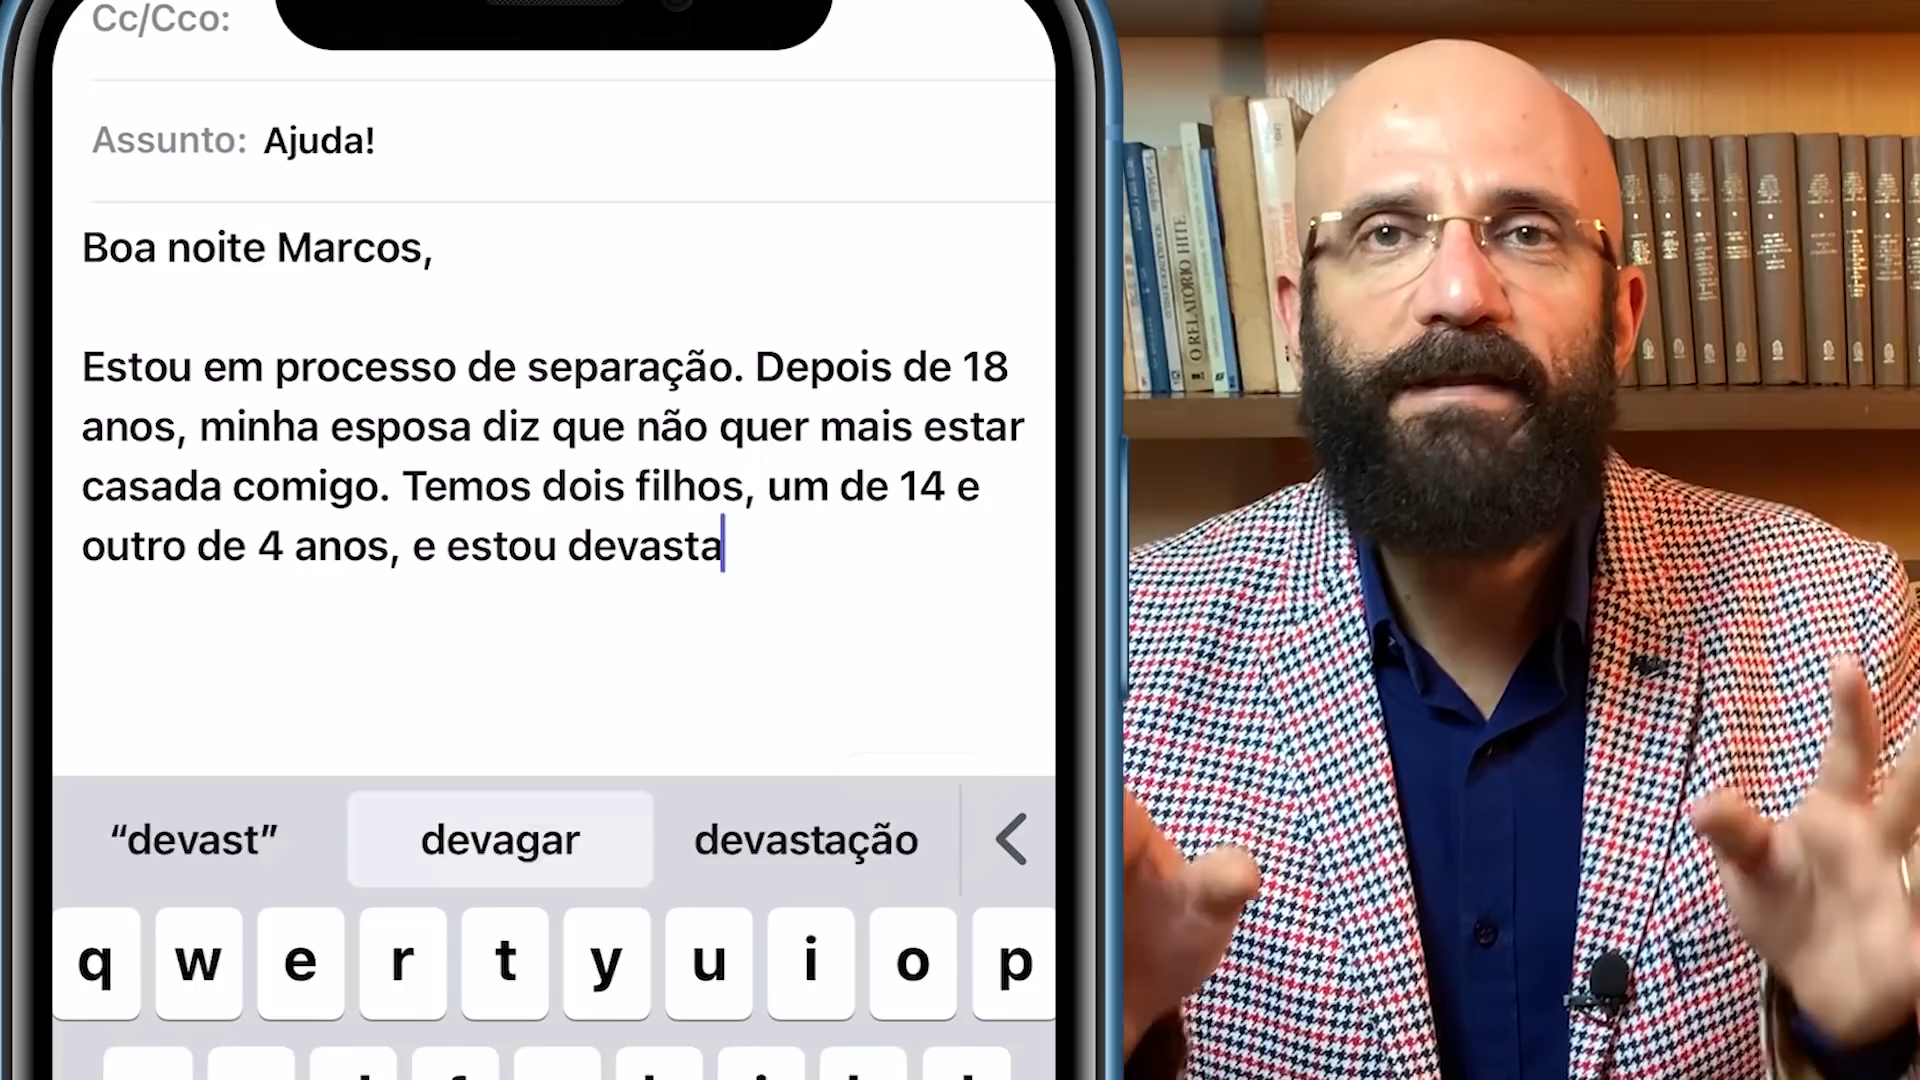 Cc/Cco:
Assunto: Ajuda!
Boa noite Marcos,
Estou em processo de separação. Depois de 18
anos, minha esposa diz que não quer mais estar
casada comigo. Temos dois filhos, um de 14 e
outro de 4 anos, e estou devasta
“devast” devagar devastação
q w e r t y u i o p
O RELATÓRIO HITE